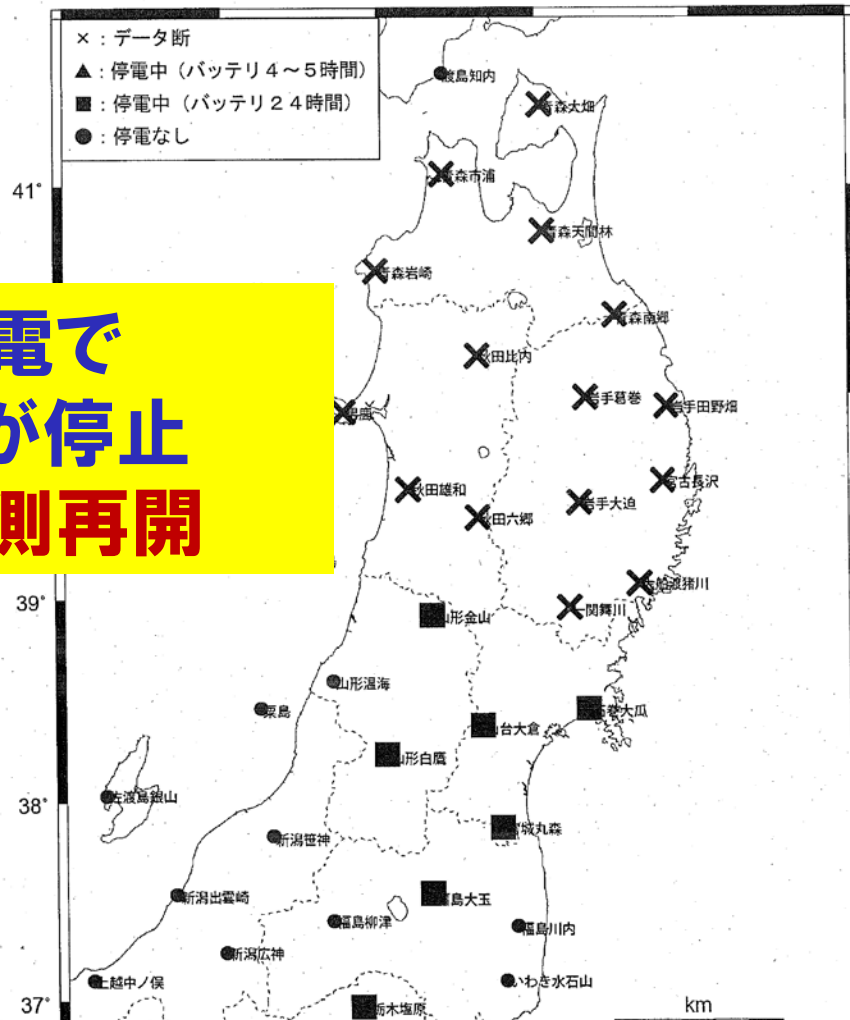 ×：データ断
▲：停電中（バッテリ４～５時間）
■：停電中（バッテリ２４時間）
●：停電なし
渡島知内
青森大畑
41°
青森市浦
青森天間林
青森岩崎
青森南郷
電で
が停止
測再開
秋田比内
岩手葛巻
岩手田野畑
男鹿
宮古長沢
秋田雄和
岩手大迫
秋田六郷
39°
大船渡猪川
一関舞川
山形金山
山形温海
粟島
石巻大瓜
仙台大倉
山形白鷹
38°
佐渡島銀山
宮城丸森
新潟笹神
新潟出雲崎
福島大玉
福島柳津
福島川内
新潟広神
上越中ノ俣
いわき水石山
37°
栃木塩原
km